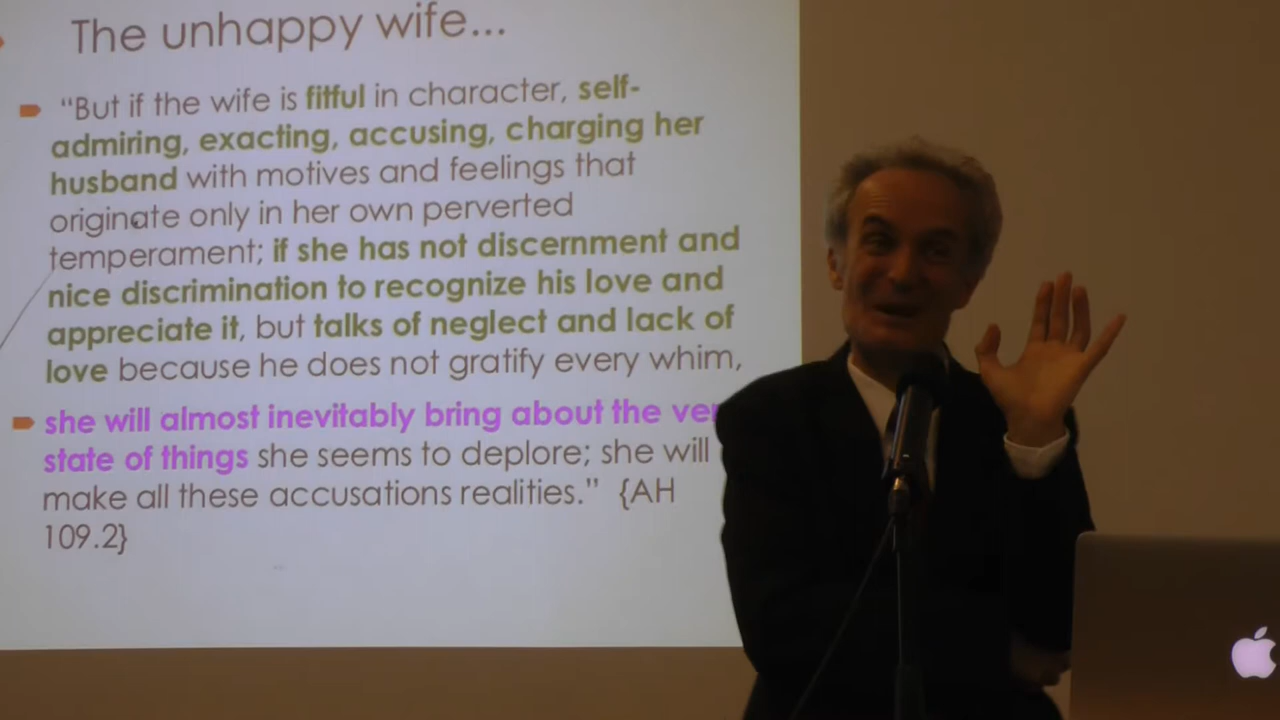 The unhappy wife...
“But if the wife is fitful in character, self-
admiring, exacting, accusing, charging her
husband with motives and feelings that
originate only in her own perverted
temperament; if she has not discernment and
nice discrimination to recognize his love and
appreciate it, but talks of neglect and lack of
love because he does not gratify every whim,
she will almost inevitably bring about the
state of things she seems to deplore; she will
make all these accusations realities.” {AH
109.2}